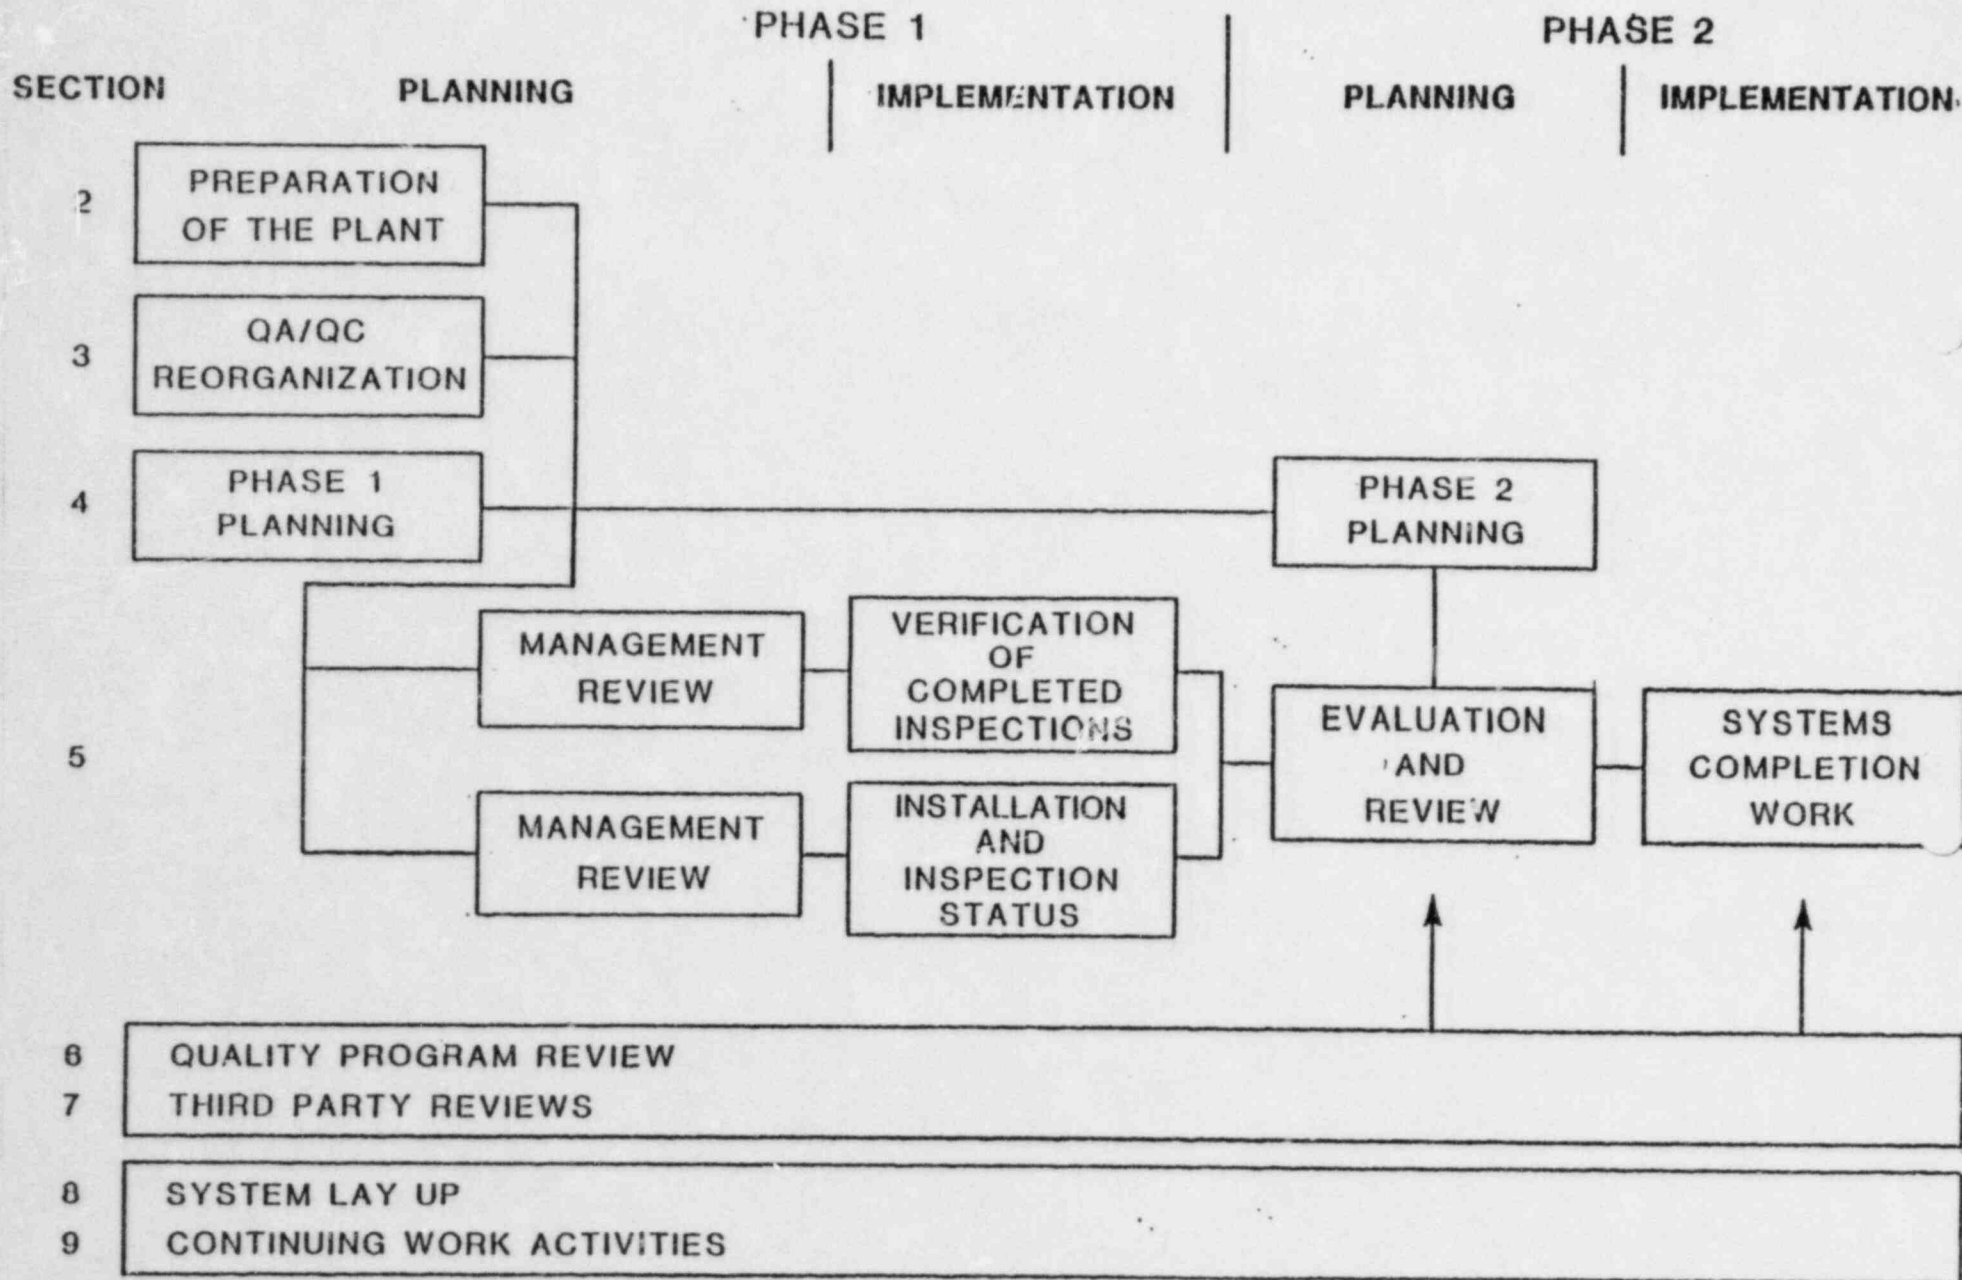 PHASE 1
PHASE 2
SECTION
PLANNING
IMPLEMENTATION
PLANNING
IMPLEMENTATION
2
PREPARATION
OF THE PLANT
3
QA/QC
REORGANIZATION
4
PHASE 1
PLANNING
PHASE 2
PLANNING
5
MANAGEMENT
REVIEW
VERIFICATION
OF
COMPLETED
INSPECTIONS
MANAGEMENT
REVIEW
INSTALLATION
AND
INSPECTION
STATUS
EVALUATION
AND
REVIEW
SYSTEMS
COMPLETION
WORK
6 QUALITY PROGRAM REVIEW
7 THIRD PARTY REVIEWS
8 SYSTEM LAY UP
9 CONTINUING WORK ACTIVITIES